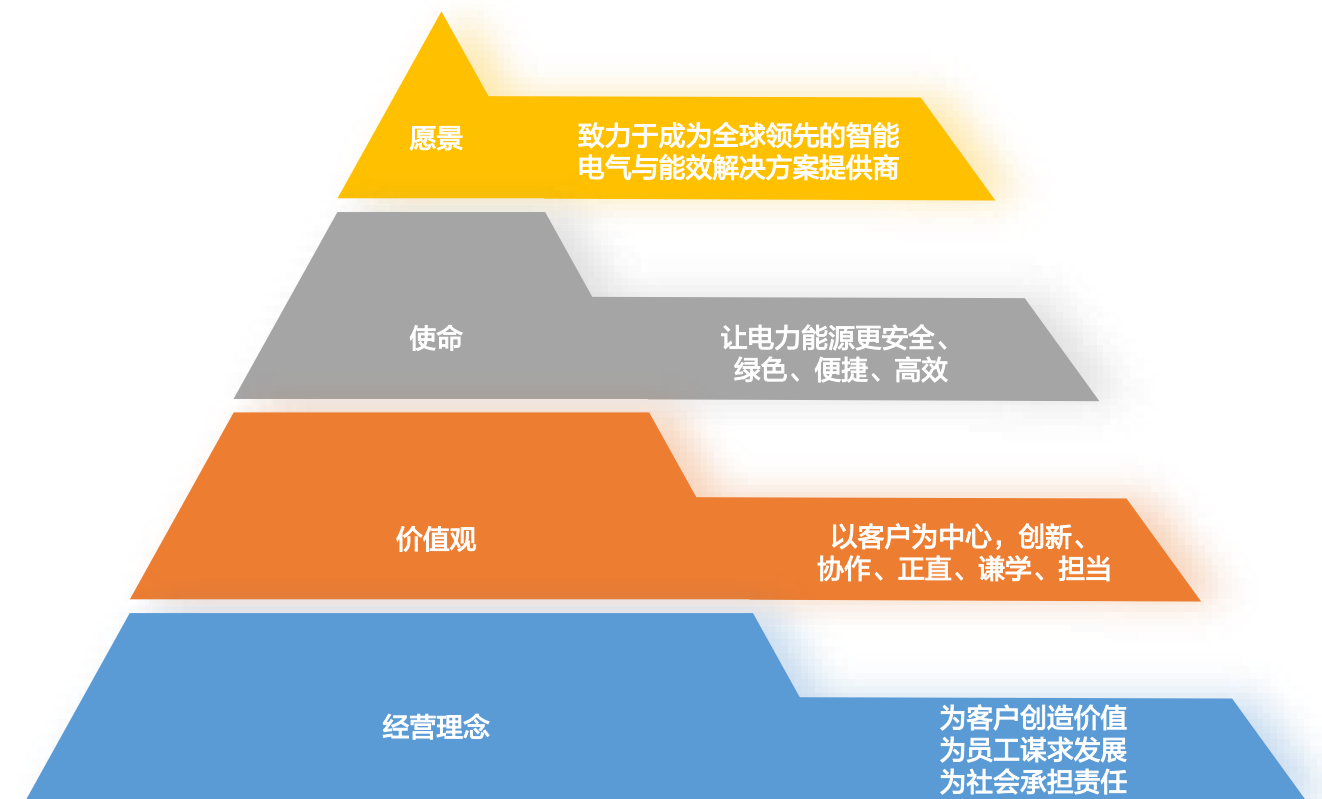 愿景
致力于成为全球领先的智能
电气与能效解决方案提供商
使命
让电力能源更安全、
绿色、便捷、高效
价值观
以客户为中心，创新、
协作、正直、谦学、担当
经营理念
为客户创造价值
为员工谋求发展
为社会承担责任